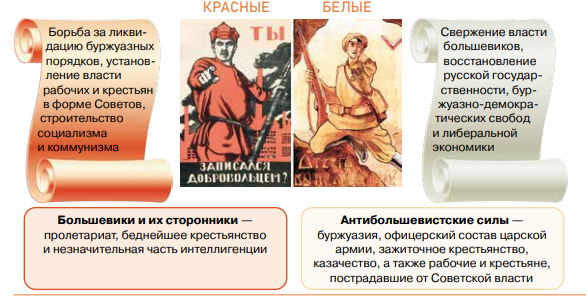 КРАСНЫЕ
БЕЛЫЕ
Борьба за ликви-
дацию буржуазных
порядков, установ-
ление власти
рабочих и крестьян
в форме Советов,
строительство
социализма
и коммунизма
ТЫ
ЗАПИСАЛСЯ
ДОБРОВОЛЬЦЕМ?
Свержение власти
большевиков,
восстановление
русской государ-
ственности, бур-
жуазно-демокра-
тических свобод
и либеральной
экономики
Большевики и их сторонники —
пролетариат, беднейшее крестьянство
и незначительная часть интеллигенции
Антибольшевистские силы —
буржуазия, офицерский состав царской
армии, зажиточное крестьянство,
казачество, а также рабочие и крестьяне,
пострадавшие от Советской власти